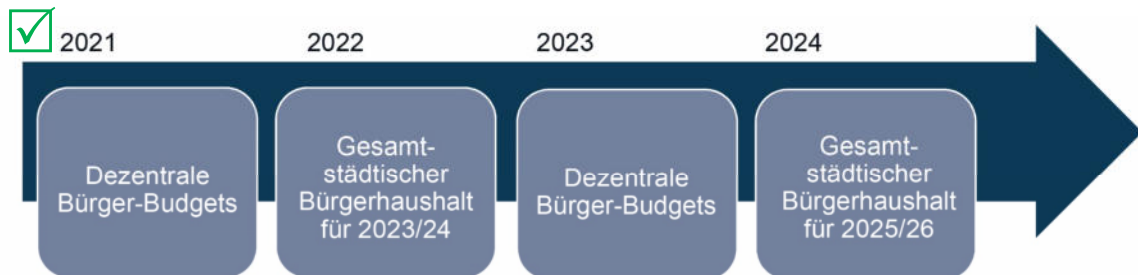 2021
2022
2023
2024
Dezentrale
Bürger-Budgets
Gesamt-
städtischer
Bürgerhaushalt
für 2023/24
Dezentrale
Bürger-Budgets
Gesamt-
städtischer
Bürgerhaushalt
für 2025/26